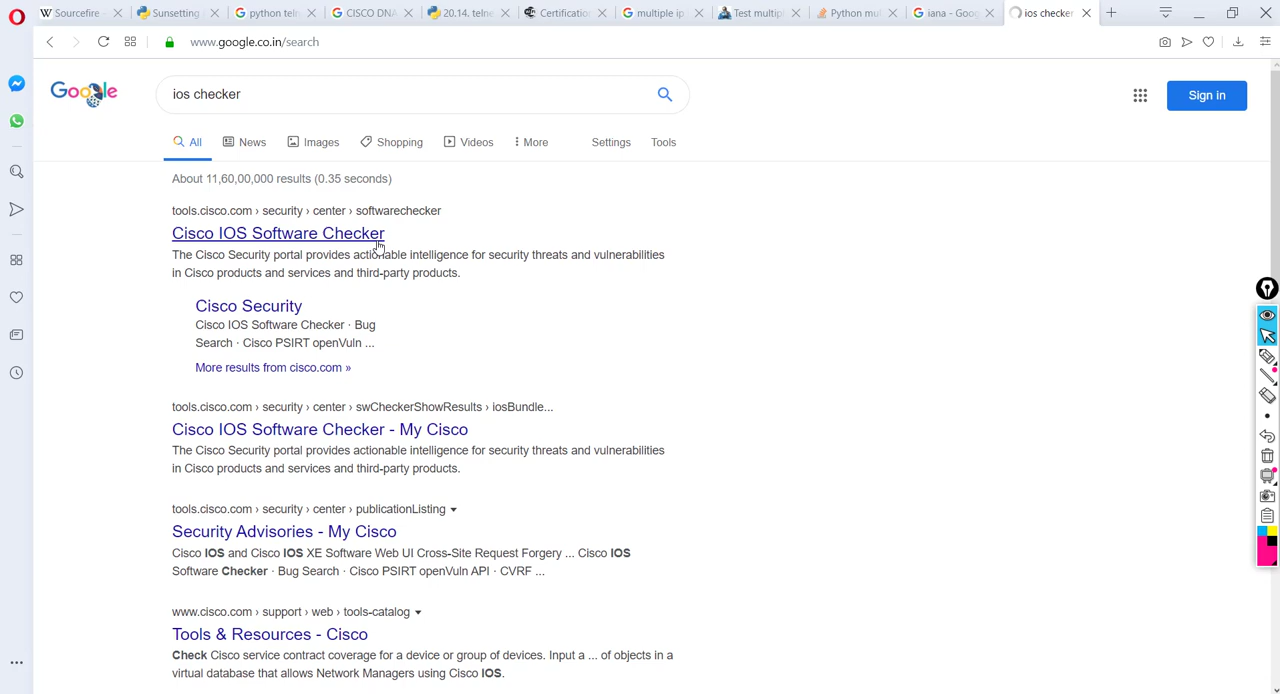 Sourcefire -
Sunsetting
python teln
CISCO DNA
20.14. telne
Certification
multiple ip
Test multipl
Python mul
iana - Goog
ios checker
www.google.co.in/search
Google
ios checker
Sign in
All
News
Images
Shopping
Videos
More
Settings
Tools
About 11,60,00,000 results (0.35 seconds)
tools.cisco.com › security › center › softwarechecker
Cisco IOS Software Checker
The Cisco Security portal provides actionable intelligence for security threats and vulnerabilities
in Cisco products and services and third-party products.
Cisco Security
Cisco IOS Software Checker · Bug
Search · Cisco PSIRT openVuln ...
More results from cisco.com »
tools.cisco.com › security › center › swCheckerShowResults › iosBundle...
Cisco IOS Software Checker - My Cisco
The Cisco Security portal provides actionable intelligence for security threats and vulnerabilities
in Cisco products and services and third-party products.
tools.cisco.com › security › center › publicationListing
Security Advisories - My Cisco
Cisco IOS and Cisco IOS XE Software Web UI Cross-Site Request Forgery ... Cisco IOS
Software Checker · Bug Search · Cisco PSIRT openVuln API · CVRF ...
www.cisco.com › support › web › tools-catalog
Tools & Resources - Cisco
Check Cisco service contract coverage for a device or group of devices. Input a ... of objects in a
virtual database that allows Network Managers using Cisco IOS.